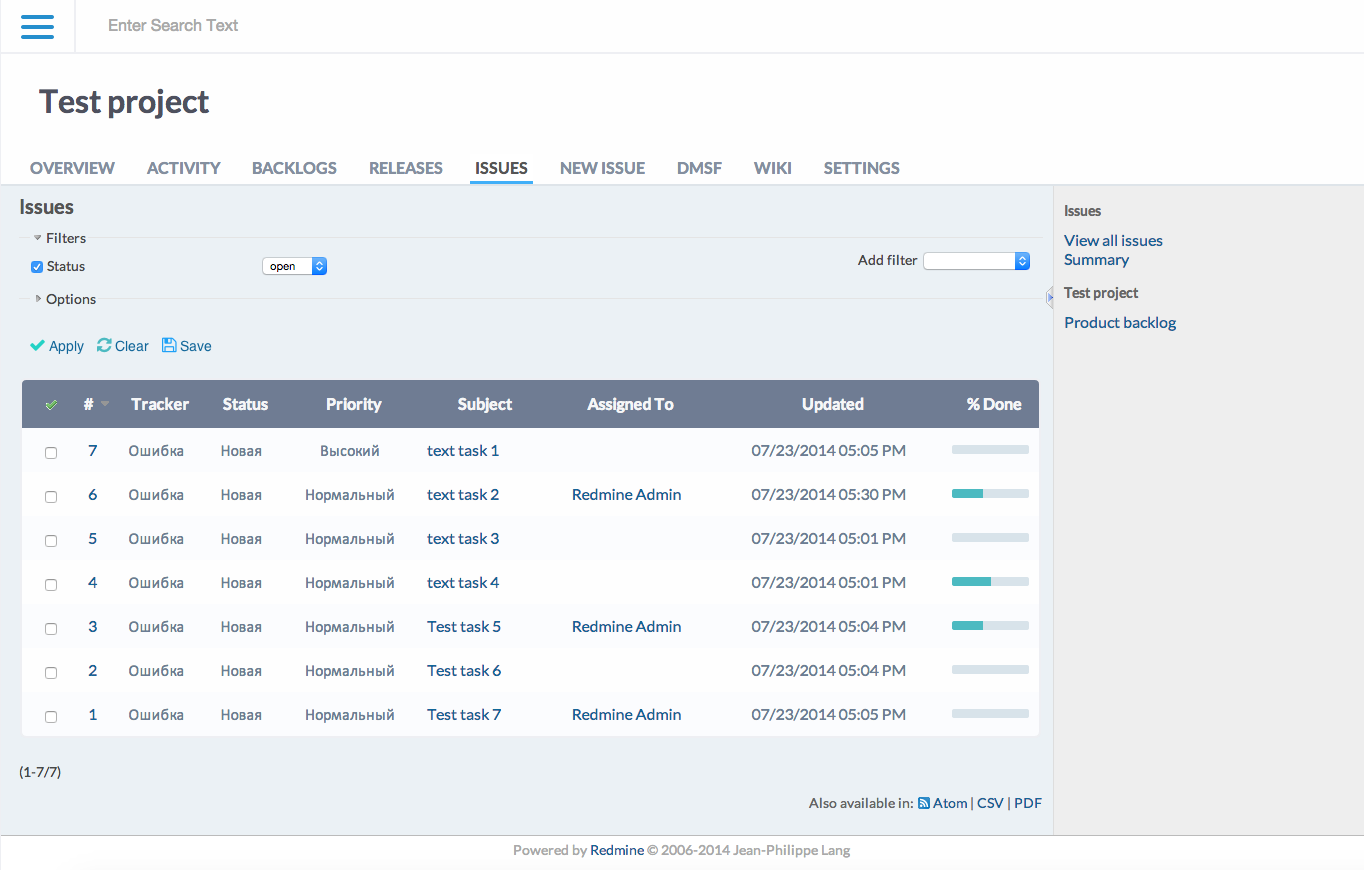 Enter Search Text
Test project
OVERVIEW ACTIVITY BACKLOGS RELEASES ISSUES NEW ISSUE DMSF WIKI SETTINGS
Issues
Filters
Status open Add filter
Options
Apply Clear Save
# Tracker Status Priority Subject Assigned To Updated % Done
7 Ошибка Новая Высокий text task 1 07/23/2014 05:05 PM
6 Ошибка Новая Нормальный text task 2 Redmine Admin 07/23/2014 05:30 PM
5 Ошибка Новая Нормальный text task 3 07/23/2014 05:01 PM
4 Ошибка Новая Нормальный text task 4 07/23/2014 05:01 PM
3 Ошибка Новая Нормальный Test task 5 Redmine Admin 07/23/2014 05:04 PM
2 Ошибка Новая Нормальный Test task 6 07/23/2014 05:04 PM
1 Ошибка Новая Нормальный Test task 7 Redmine Admin 07/23/2014 05:05 PM
(1-7/7)
Also available in: Atom | CSV | PDF
Issues
View all issues
Summary
Test project
Product backlog
Powered by Redmine © 2006-2014 Jean-Philippe Lang